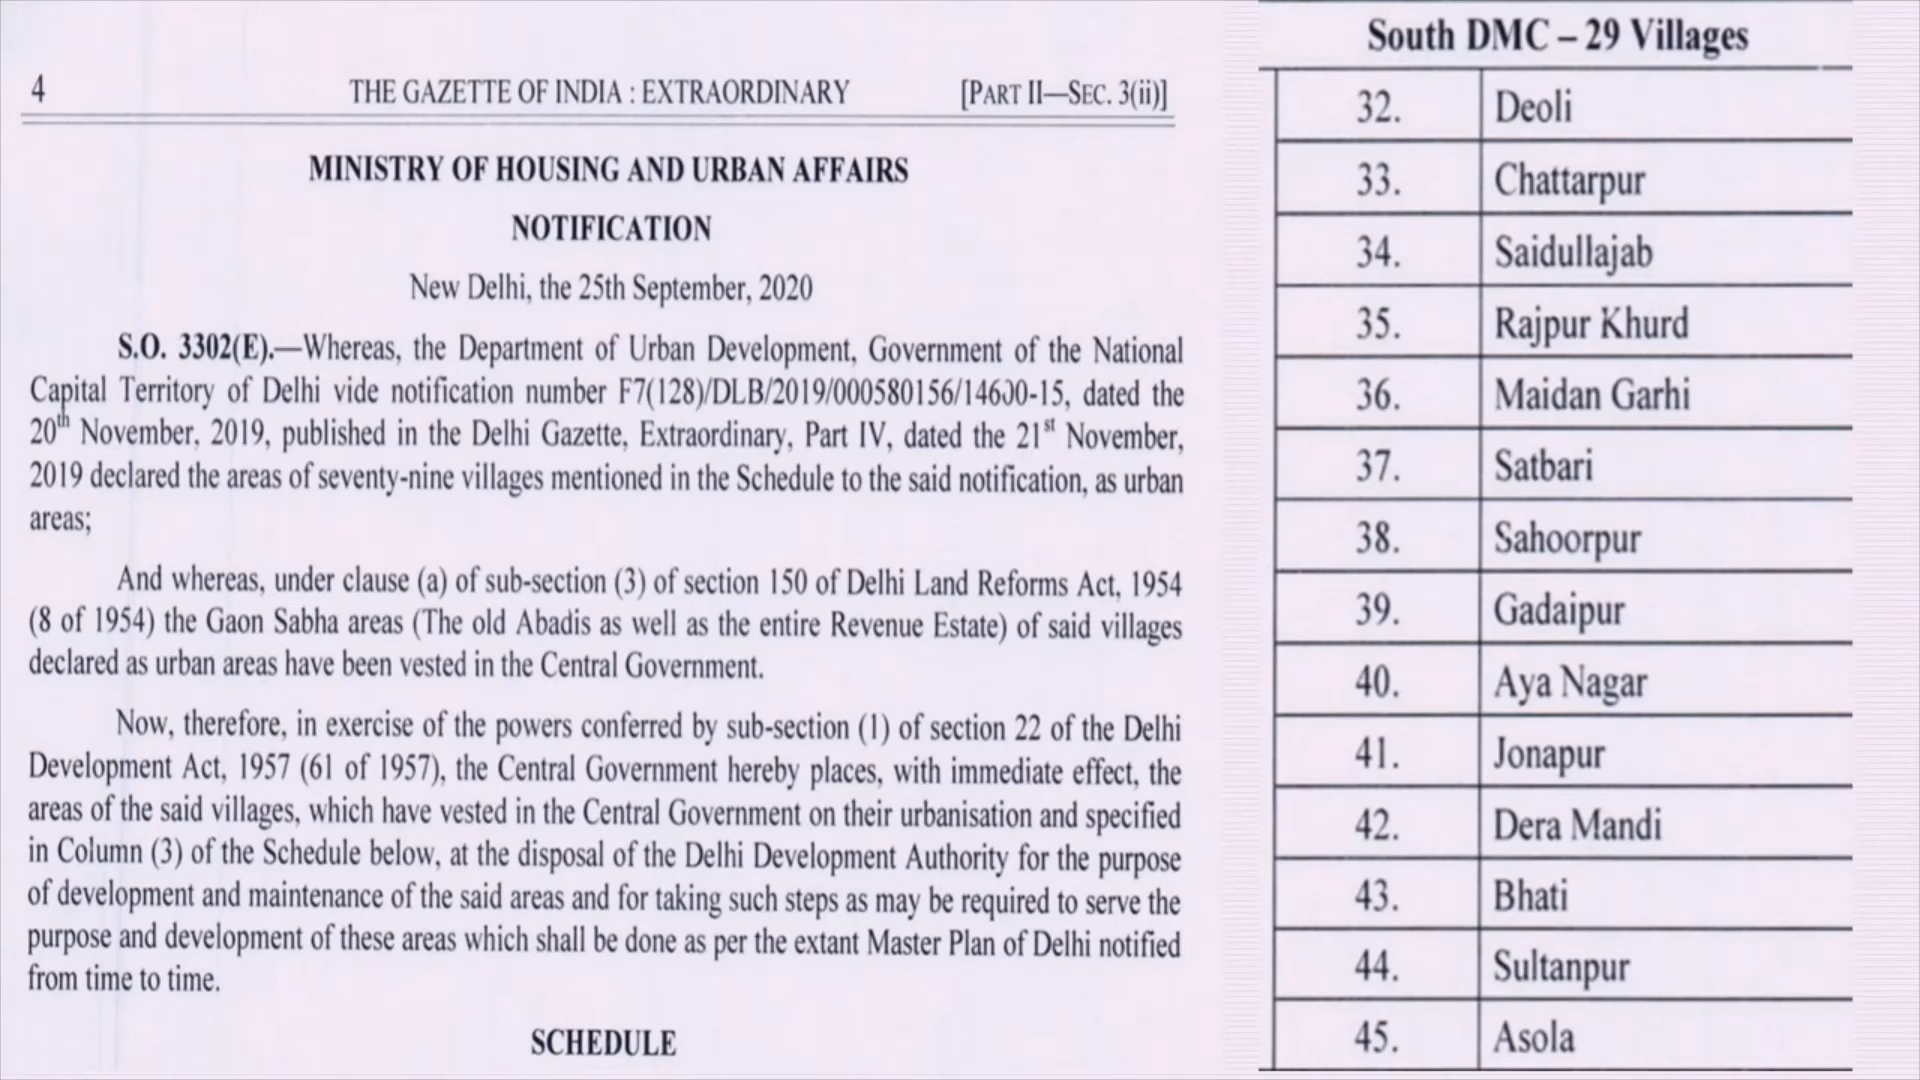 4 THE GAZETTE OF INDIA : EXTRAORDINARY [PART II—SEC. 3(ii)]
MINISTRY OF HOUSING AND URBAN AFFAIRS
NOTIFICATION
New Delhi, the 25th September, 2020
S.O. 3302(E).—Whereas, the Department of Urban Development, Government of the National
Capital Territory of Delhi vide notification number F7(128)/DLB/2019/000580156/14600-15, dated the
20th November, 2019, published in the Delhi Gazette, Extraordinary, Part IV, dated the 21st November,
2019 declared the areas of seventy-nine villages mentioned in the Schedule to the said notification, as urban
areas;
And whereas, under clause (a) of sub-section (3) of section 150 of Delhi Land Reforms Act, 1954
(8 of 1954) the Gaon Sabha areas (The old Abadis as well as the entire Revenue Estate) of said villages
declared as urban areas have been vested in the Central Government.
Now, therefore, in exercise of the powers conferred by sub-section (1) of section 22 of the Delhi
Development Act, 1957 (61 of 1957), the Central Government hereby places, with immediate effect, the
areas of the said villages, which have vested in the Central Government on their urbanisation and specified
in Column (3) of the Schedule below, at the disposal of the Delhi Development Authority for the purpose
of development and maintenance of the said areas and for taking such steps as may be required to serve the
purpose and development of these areas which shall be done as per the extant Master Plan of Delhi notified
from time to time.
SCHEDULE
South DMC – 29 Villages
32. Deoli
33. Chattarpur
34. Saidullajab
35. Rajpur Khurd
36. Maidan Garhi
37. Satbari
38. Sahoorpur
39. Gadaipur
40. Aya Nagar
41. Jonapur
42. Dera Mandi
43. Bhati
44. Sultanpur
45. Asola